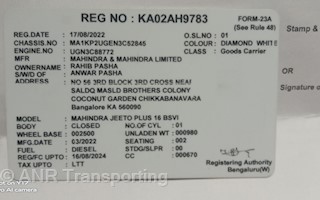 REG NO : KA02AH9783
FORM-23A
(See Rule 48)
REG.DATE : 17/08/2022 O.SL.NO : 01
CHASSIS.NO : MA1KP2UGEN3C52845 COLOUR : DIAMOND WHITE
ENGINE.NO : UGN3C88772 CLASS : Goods Carrier
MFR : MAHINDRA & MAHINDRA LIMITED
OWNERS NAME : RAHIB PASHA
S/W/D OF : ANWAR PASHA
ADDRESS : NO 56 3RD BLOCK 3RD CROSS NEAR
SALDQ MASLD BROTHERS COLONY
COCONUT GARDEN CHIKKABANAVARA
Bangalore KA 560090
MODEL : MAHINDRA JEETO PLUS 16 BSVI
BODY : CLOSED NO OF CYL : 01
WHEEL BASE : 002500 UNLADEN WT : 000980
MFG.DATE : 03/2022 SEATING : 002
FUEL : DIESEL STDG/SLPR : 00
REG/FC UPTO : 16/08/2024 CC : 000670
TAX UPTO : LTT
Registering Authority
Bengaluru(W)
Stamp &
OR
Signature o
© ANR Transporting